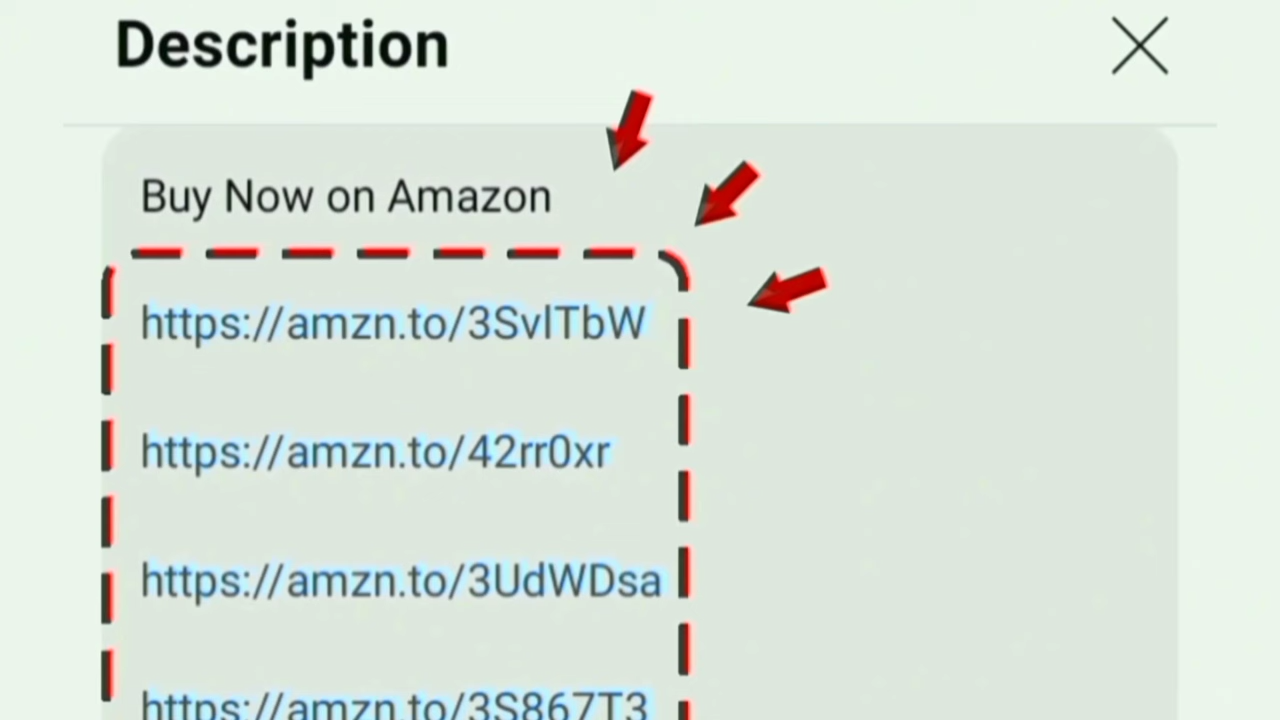 Description
Buy Now on Amazon
https://amzn.to/3SvlTbW
https://amzn.to/42rr0xr
https://amzn.to/3UdWDsa
https://amzn.to/3S867T3